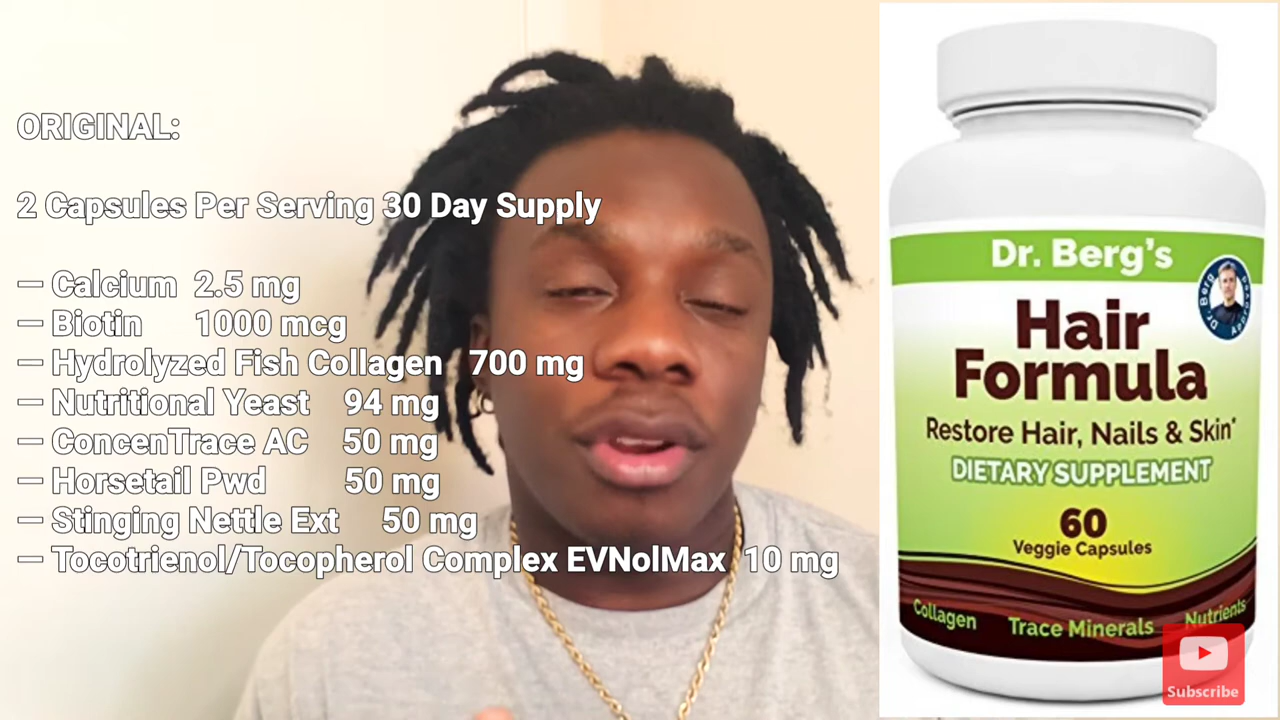 ORIGINAL:
2 Capsules Per Serving 30 Day Supply
— Calcium 2.5 mg
— Biotin 1000 mcg
— Hydrolyzed Fish Collagen 700 mg
— Nutritional Yeast 94 mg
— ConcenTrace AC 50 mg
— Horsetail Pwd 50 mg
— Stinging Nettle Ext 50 mg
— Tocotrienol/Tocopherol Complex EVNolMax 10 mg
Dr. Berg's
Dr. Berg
Hair
Formula
Restore Hair, Nails & Skin*
DIETARY SUPPLEMENT
60
Veggie Capsules
Collagen Trace Minerals Nutrients
Subscribe